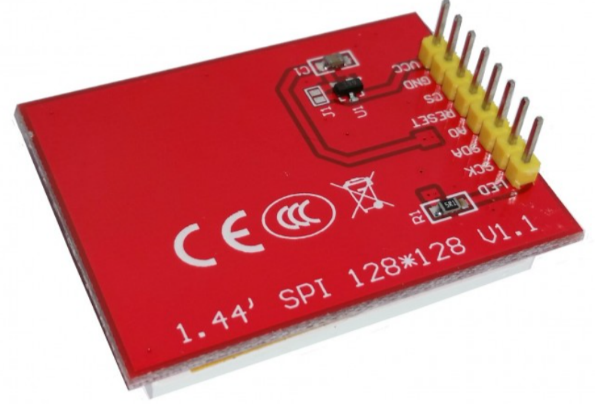 C1
VCC
GND
CS
RESET
A0
SDA
SCK
LED
J1
U1
R1
CE
CCC
1.44' SPI 128*128 V1.1